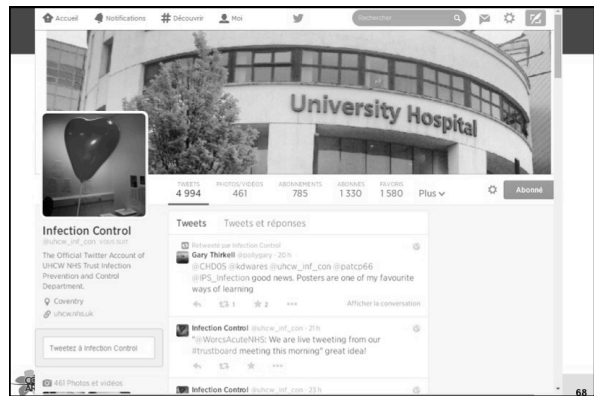 Accueil Notifications Découvrir Moi Rechercher
University Hospital
TWEETS PHOTOS/VIDÉOS ABONNEMENTS ABONNÉS FAVORIS
4 994 461 785 1 330 1 580 Plus Abonné
Infection Control
@uhcw_inf_con VOUS SUIT
The Official Twitter Account of
UHCW NHS Trust Infection
Prevention and Control
Department.
Coventry
uhcw.nhs.uk
Tweetez à Infection Control
461 Photos et vidéos
Tweets Tweets et réponses
Retweeté par Infection Control
Gary Thirkell @pollygary · 20 h
@CHD05 @kdwares @uhcw_inf_con @patcp66
@IPS_Infection good news. Posters are one of my favourite
ways of learning
1 2 Afficher la conversation
Infection Control @uhcw_inf_con · 21 h
"@WorcsAcuteNHS: We are live tweeting from our
#trustboard meeting this morning" great idea!
Infection Control @uhcw_inf_con · 23 h
68